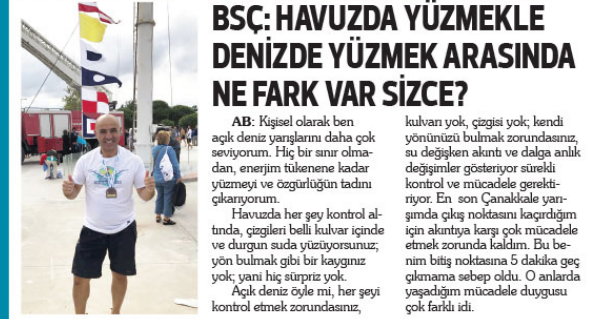 BSÇ: HAVUZDA YÜZMEKLE
DENİZDE YÜZMEK ARASINDA
NE FARK VAR SİZCE?
AB: Kişisel olarak ben
açık deniz yarışlarını daha çok
seviyorum. Hiç bir sınır olma-
dan, enerjim tükenene kadar
yüzmeyi ve özgürlüğün tadını
çıkarıyorum.
Havuzda her şey kontrol al-
tında, çizgileri belli kulvar içinde
ve durgun suda yüzüyorsunuz;
yön bulmak gibi bir kaygınız
yok; yani hiç sürpriz yok.
Açık deniz öyle mi, her şeyi
kontrol etmek zorundasınız,
kulvarı yok, çizgisi yok; kendi
yönünüzü bulmak zorundasınız,
su değişken akıntı ve dalga anlık
değişimler gösteriyor sürekli
kontrol ve mücadele gerekti-
riyor. En son Çanakkale yarı-
şımda çıkış noktasını kaçırdığım
için akıntıya karşı çok mücadele
etmek zorunda kaldım. Bu be-
nim bitiş noktasına 5 dakika geç
çıkmama sebep oldu. O anlarda
yaşadığım mücadele duygusu
çok farklı idi.